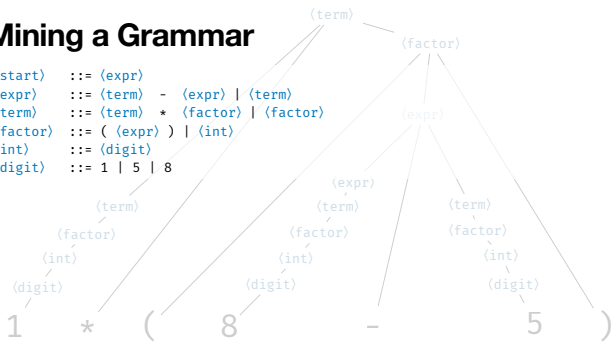 Mining a Grammar
⟨term⟩
⟨factor⟩
start⟩ ::= ⟨expr⟩
expr⟩ ::= ⟨term⟩ - ⟨expr⟩ | ⟨term⟩
term⟩ ::= ⟨term⟩ * ⟨factor⟩ | ⟨factor⟩
factor⟩ ::= ( ⟨expr⟩ ) | ⟨int⟩
int⟩ ::= ⟨digit⟩
digit⟩ ::= 1 | 5 | 8
⟨expr⟩
⟨expr⟩
⟨term⟩ ⟨term⟩ ⟨term⟩
⟨factor⟩ ⟨factor⟩ ⟨factor⟩
⟨int⟩ ⟨int⟩ ⟨int⟩
⟨digit⟩ ⟨digit⟩ ⟨digit⟩
1 * ( 8 - 5 )